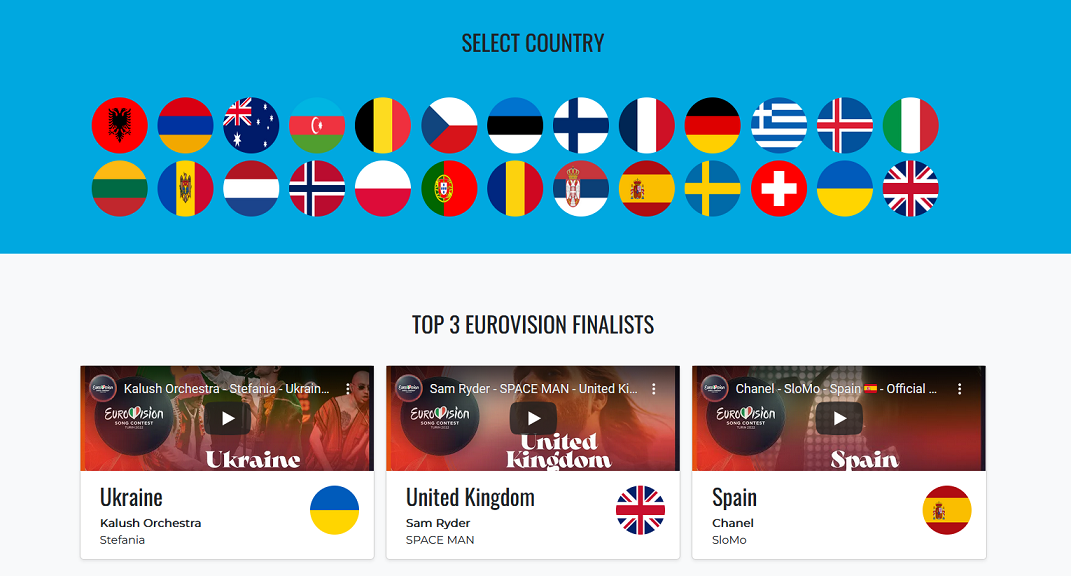 SELECT COUNTRY
TOP 3 EUROVISION FINALISTS
Kalush Orchestra - Stefania - Ukrain...
EUROVISION
SONG CONTEST
TURIN 2022
Ukraine
Ukraine
Kalush Orchestra
Stefania
Sam Ryder - SPACE MAN - United Ki...
EUROVISION
SONG CONTEST
TURIN 2022
United
Kingdom
United Kingdom
Sam Ryder
SPACE MAN
Chanel - SloMo - Spain 🇪🇸 - Official ...
EUROVISION
SONG CONTEST
TURIN 2022
Spain
Spain
Chanel
SloMo